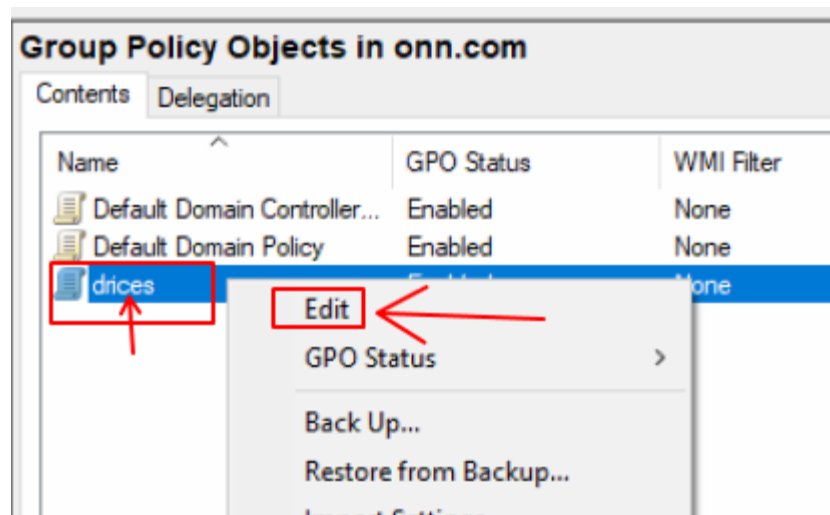 Group Policy Objects in onn.com
Contents Delegation
Name GPO Status WMI Filter
Default Domain Controller... Enabled None
Default Domain Policy Enabled None
drices None
Edit
GPO Status
Back Up...
Restore from Backup...